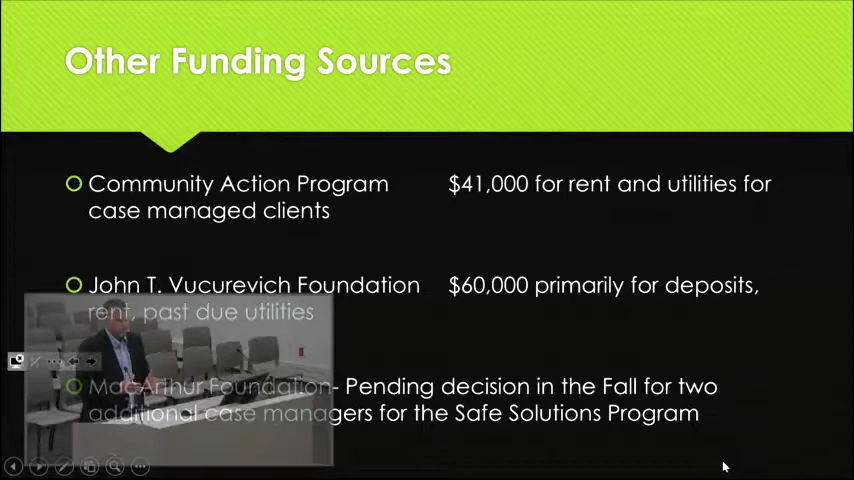 Other Funding Sources
Community Action Program $41,000 for rent and utilities for
case managed clients
John T. Vucurevich Foundation $60,000 primarily for deposits,
rent, past due utilities
MacArthur Foundation- Pending decision in the Fall for two
additional case managers for the Safe Solutions Program